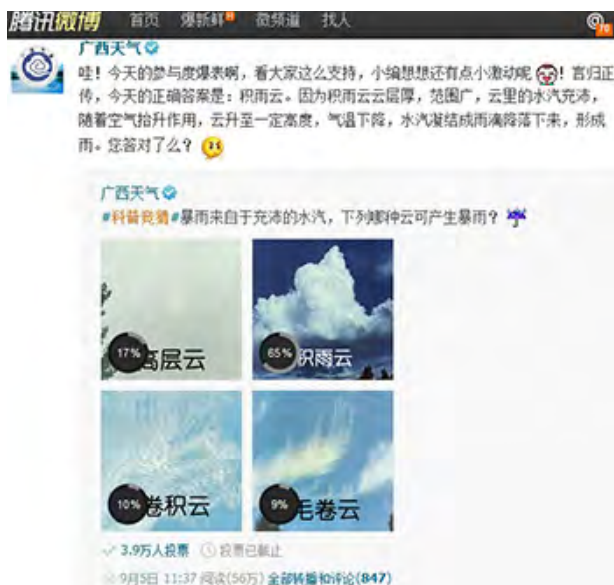 腾讯微博 首页 爆新鲜 微频道 找人 @ 70
广西天气
哇！今天的参与度爆表啊，看大家这么支持，小编想想还有点小激动呢！言归正
传，今天的正确答案是：积雨云。因为积雨云云层厚，范围广，云里的水汽充沛，
随着空气抬升作用，云升至一定高度，气温下降，水汽凝结成雨滴降落下来，形成
雨。您答对了么？
广西天气
#科普竞猜#暴雨来自于充沛的水汽，下列哪种云可产生暴雨？
17% 高层云 65% 积雨云
10% 卷积云 9% 毛卷云
3.9万人投票 投票已截止
9月5日 11:37 阅读(56万) 全部转播和评论(847)